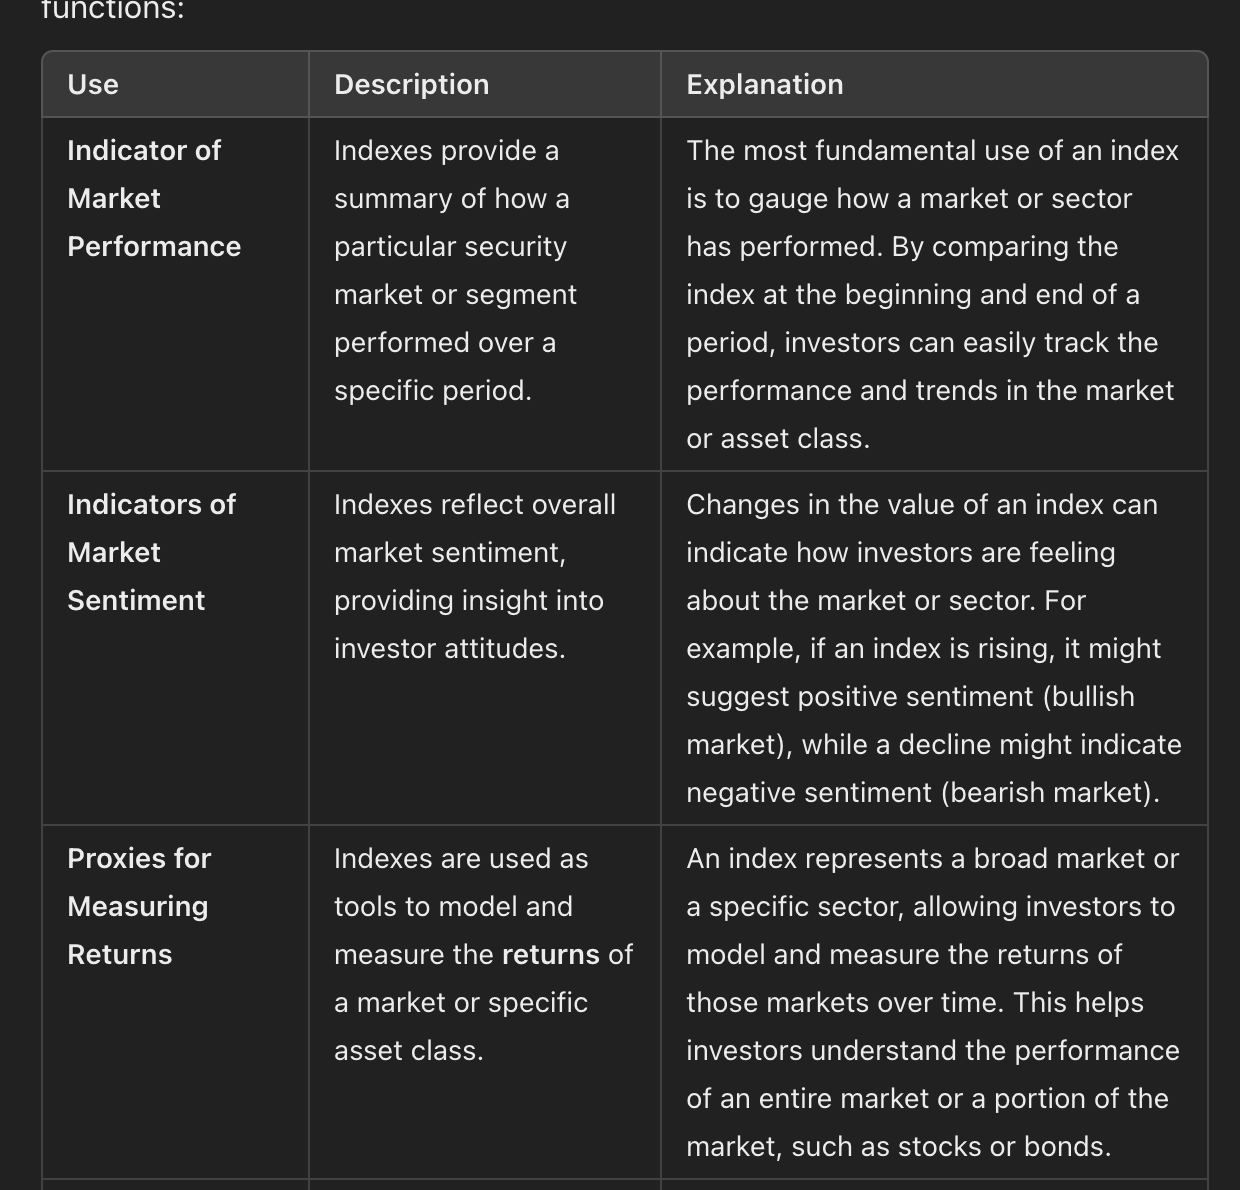 functions:
Use
Description
Explanation
Indicator of
Market
Performance
Indexes provide a
summary of how a
particular security
market or segment
performed over a
specific period.
The most fundamental use of an index
is to gauge how a market or sector
has performed. By comparing the
index at the beginning and end of a
period, investors can easily track the
performance and trends in the market
or asset class.
Indicators of
Market
Sentiment
Indexes reflect overall
market sentiment,
providing insight into
investor attitudes.
Changes in the value of an index can
indicate how investors are feeling
about the market or sector. For
example, if an index is rising, it might
suggest positive sentiment (bullish
market), while a decline might indicate
negative sentiment (bearish market).
Proxies for
Measuring
Returns
Indexes are used as
tools to model and
measure the returns of
a market or specific
asset class.
An index represents a broad market or
a specific sector, allowing investors to
model and measure the returns of
those markets over time. This helps
investors understand the performance
of an entire market or a portion of the
market, such as stocks or bonds.